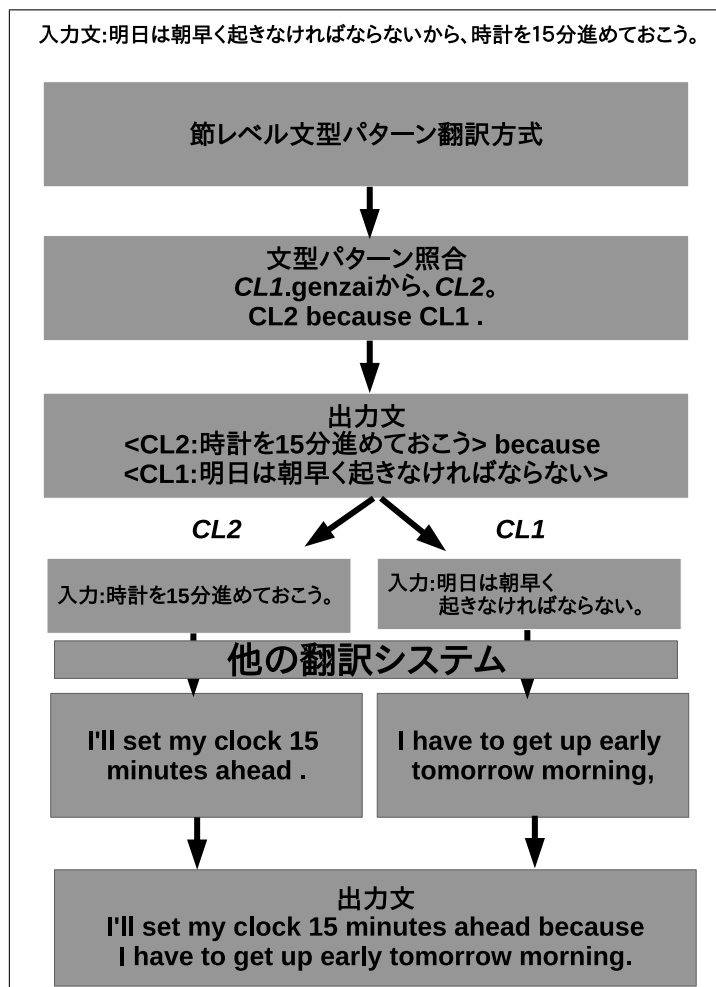 入力文:明日は朝早く起きなければならないから、時計を15分進めておこう。
節レベル文型パターン翻訳方式
文型パターン照合
CL1.genzaiから、CL2。
CL2 because CL1 .
出力文
<CL2:時計を15分進めておこう> because
<CL1:明日は朝早く起きなければならない>
CL2
CL1
入力:時計を15分進めておこう。
入力:明日は朝早く
起きなければならない。
他の翻訳システム
I'll set my clock 15
minutes ahead .
I have to get up early
tomorrow morning,
出力文
I'll set my clock 15 minutes ahead because
I have to get up early tomorrow morning.